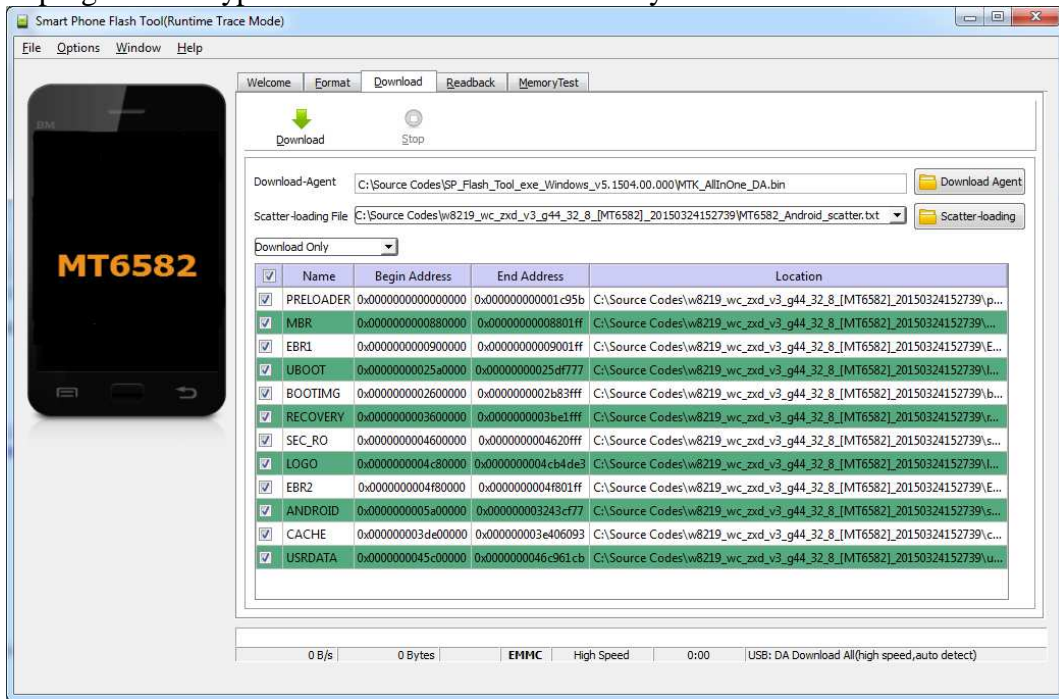 Smart Phone Flash Tool(Runtime Trace Mode)
File Options Window Help
Welcome Format Download Readback MemoryTest
BM
Download Stop
Download-Agent C:\Source Codes\SP_Flash_Tool_exe_Windows_v5.1504.00.000\MTK_AllInOne_DA.bin Download Agent
Scatter-loading File C:\Source Codes\w8219_wc_zxd_v3_g44_32_8_[MT6582]_20150324152739\MT6582_Android_scatter.txt Scatter-loading
Download Only
MT6582
Name Begin Address End Address Location
PRELOADER 0x0000000000000000 0x000000000001c95b C:\Source Codes\w8219_wc_zxd_v3_g44_32_8_[MT6582]_20150324152739\p...
MBR 0x0000000000880000 0x00000000008801ff C:\Source Codes\w8219_wc_zxd_v3_g44_32_8_[MT6582]_20150324152739\...
EBR1 0x0000000000900000 0x00000000009001ff C:\Source Codes\w8219_wc_zxd_v3_g44_32_8_[MT6582]_20150324152739\E...
UBOOT 0x00000000025a0000 0x00000000025df777 C:\Source Codes\w8219_wc_zxd_v3_g44_32_8_[MT6582]_20150324152739\l...
BOOTIMG 0x0000000002600000 0x0000000002b83fff C:\Source Codes\w8219_wc_zxd_v3_g44_32_8_[MT6582]_20150324152739\b...
RECOVERY 0x0000000003600000 0x0000000003be1fff C:\Source Codes\w8219_wc_zxd_v3_g44_32_8_[MT6582]_20150324152739\r...
SEC_RO 0x0000000004600000 0x0000000004620fff C:\Source Codes\w8219_wc_zxd_v3_g44_32_8_[MT6582]_20150324152739\s...
LOGO 0x0000000004c80000 0x0000000004cb4de3 C:\Source Codes\w8219_wc_zxd_v3_g44_32_8_[MT6582]_20150324152739\l...
EBR2 0x0000000004f80000 0x0000000004f801ff C:\Source Codes\w8219_wc_zxd_v3_g44_32_8_[MT6582]_20150324152739\E...
ANDROID 0x0000000005a00000 0x000000003243cf77 C:\Source Codes\w8219_wc_zxd_v3_g44_32_8_[MT6582]_20150324152739\s...
CACHE 0x000000003de00000 0x000000003e406093 C:\Source Codes\w8219_wc_zxd_v3_g44_32_8_[MT6582]_20150324152739\c...
USRDATA 0x0000000045c00000 0x0000000046c961cb C:\Source Codes\w8219_wc_zxd_v3_g44_32_8_[MT6582]_20150324152739\u...
0 B/s 0 Bytes EMMC High Speed 0:00 USB: DA Download All(high speed,auto detect)